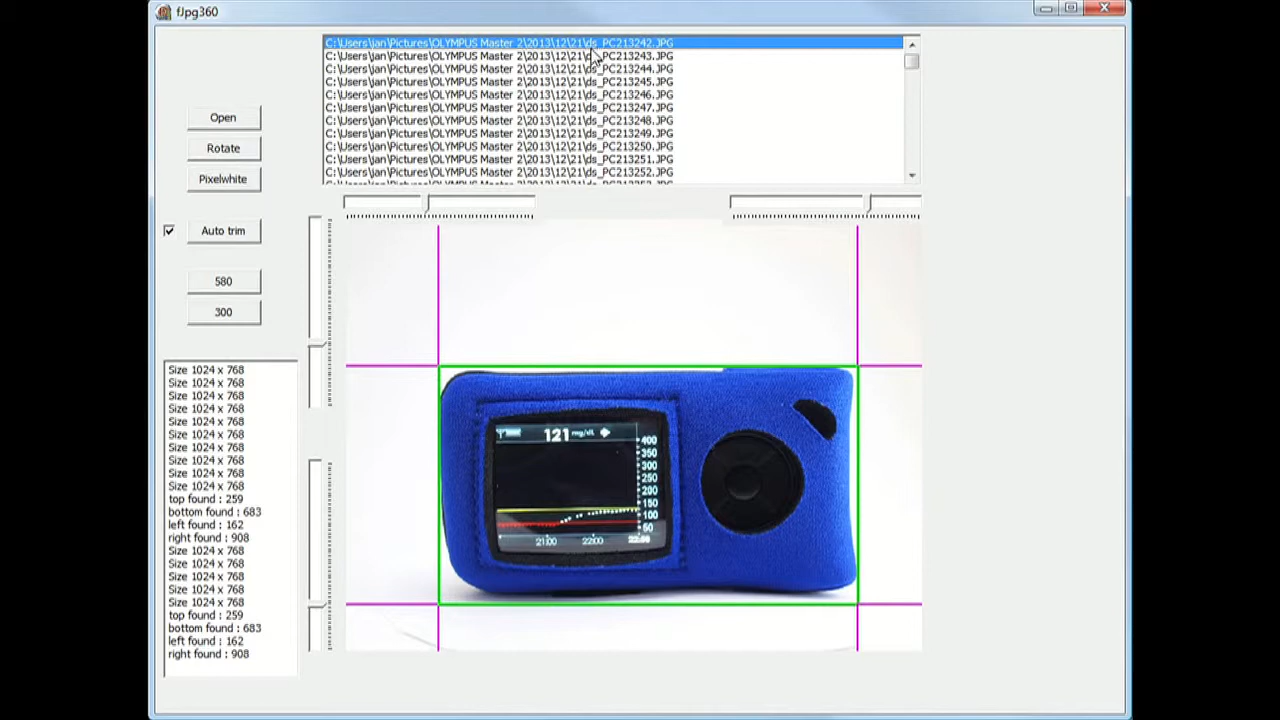 fJpg360
C:\Users\jan\Pictures\OLYMPUS Master 2\2013\12\21\ds_PC213242.JPG
C:\Users\jan\Pictures\OLYMPUS Master 2\2013\12\21\ds_PC213243.JPG
C:\Users\jan\Pictures\OLYMPUS Master 2\2013\12\21\ds_PC213244.JPG
C:\Users\jan\Pictures\OLYMPUS Master 2\2013\12\21\ds_PC213245.JPG
C:\Users\jan\Pictures\OLYMPUS Master 2\2013\12\21\ds_PC213246.JPG
C:\Users\jan\Pictures\OLYMPUS Master 2\2013\12\21\ds_PC213247.JPG
C:\Users\jan\Pictures\OLYMPUS Master 2\2013\12\21\ds_PC213248.JPG
C:\Users\jan\Pictures\OLYMPUS Master 2\2013\12\21\ds_PC213249.JPG
C:\Users\jan\Pictures\OLYMPUS Master 2\2013\12\21\ds_PC213250.JPG
C:\Users\jan\Pictures\OLYMPUS Master 2\2013\12\21\ds_PC213251.JPG
C:\Users\jan\Pictures\OLYMPUS Master 2\2013\12\21\ds_PC213252.JPG
Open
Rotate
Pixelwhite
Auto trim
580
300
Size 1024 x 768
Size 1024 x 768
Size 1024 x 768
Size 1024 x 768
Size 1024 x 768
Size 1024 x 768
Size 1024 x 768
Size 1024 x 768
Size 1024 x 768
Size 1024 x 768
top found : 259
bottom found : 683
left found : 162
right found : 908
Size 1024 x 768
Size 1024 x 768
Size 1024 x 768
Size 1024 x 768
Size 1024 x 768
top found : 259
bottom found : 683
left found : 162
right found : 908
121 mg/dL
400
350
300
250
200
150
100
50
21:00 22:00